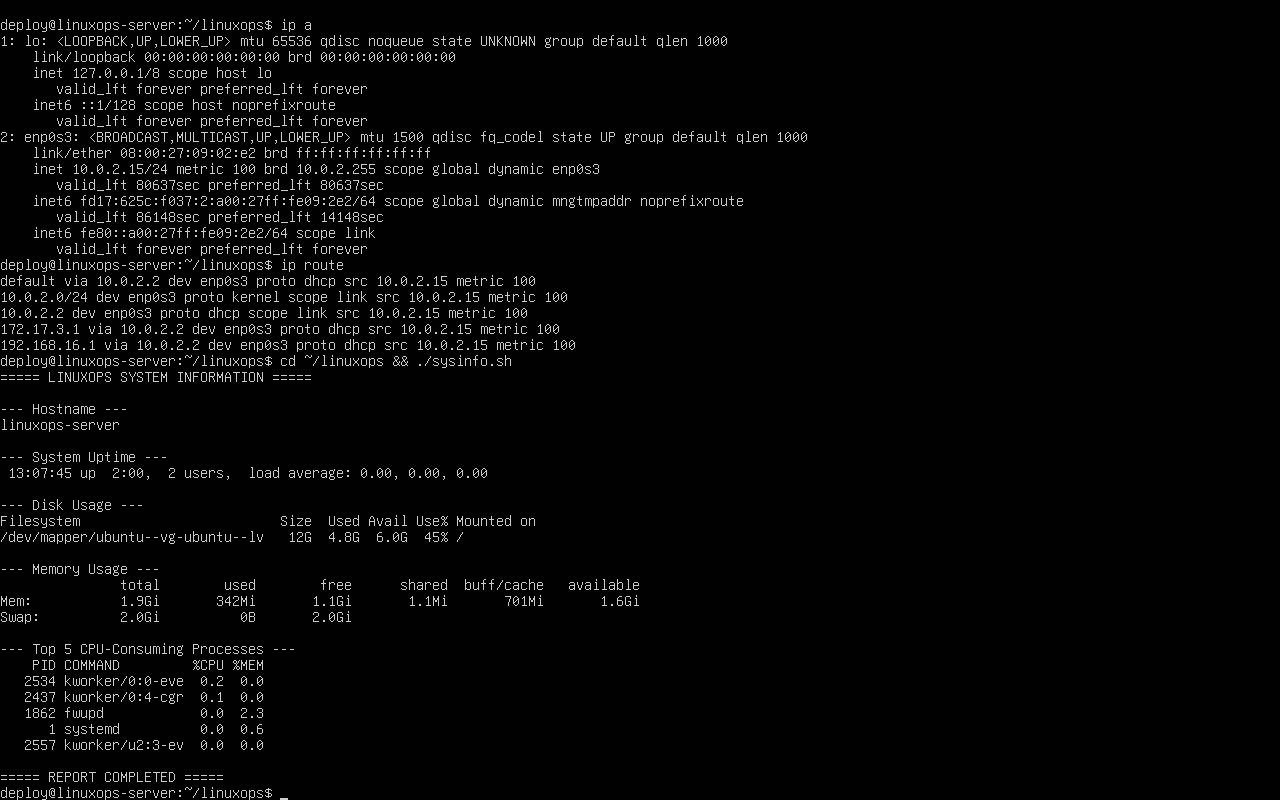 deploy@linuxops-server:~/linuxops$ ip a
1: lo: <LOOPBACK,UP,LOWER_UP> mtu 65536 qdisc noqueue state UNKNOWN group default qlen 1000
    link/loopback 00:00:00:00:00:00 brd 00:00:00:00:00:00
    inet 127.0.0.1/8 scope host lo
       valid_lft forever preferred_lft forever
    inet6 ::1/128 scope host noprefixroute
       valid_lft forever preferred_lft forever
2: enp0s3: <BROADCAST,MULTICAST,UP,LOWER_UP> mtu 1500 qdisc fq_codel state UP group default qlen 1000
    link/ether 08:00:27:09:02:e2 brd ff:ff:ff:ff:ff:ff
    inet 10.0.2.15/24 metric 100 brd 10.0.2.255 scope global dynamic enp0s3
       valid_lft 80637sec preferred_lft 80637sec
    inet6 fd17:625c:f037:2:a00:27ff:fe09:2e2/64 scope global dynamic mngtmpaddr noprefixroute
       valid_lft 86148sec preferred_lft 14148sec
    inet6 fe80::a00:27ff:fe09:2e2/64 scope link
       valid_lft forever preferred_lft forever
deploy@linuxops-server:~/linuxops$ ip route
default via 10.0.2.2 dev enp0s3 proto dhcp src 10.0.2.15 metric 100
10.0.2.0/24 dev enp0s3 proto kernel scope link src 10.0.2.15 metric 100
10.0.2.2 dev enp0s3 proto dhcp scope link src 10.0.2.15 metric 100
172.17.3.1 via 10.0.2.2 dev enp0s3 proto dhcp src 10.0.2.15 metric 100
192.168.16.1 via 10.0.2.2 dev enp0s3 proto dhcp src 10.0.2.15 metric 100
deploy@linuxops-server:~/linuxops$ cd ~/linuxops && ./sysinfo.sh
===== LINUXOPS SYSTEM INFORMATION =====

--- Hostname ---
linuxops-server

--- System Uptime ---
 13:07:45 up  2:00,  2 users,  load average: 0.00, 0.00, 0.00

--- Disk Usage ---
Filesystem                         Size  Used Avail Use% Mounted on
/dev/mapper/ubuntu--vg-ubuntu--lv   12G  4.8G  6.0G  45% /

--- Memory Usage ---
               total        used        free      shared  buff/cache   available
Mem:           1.9Gi       342Mi       1.1Gi       1.1Mi       701Mi       1.6Gi
Swap:          2.0Gi          0B       2.0Gi

--- Top 5 CPU-Consuming Processes ---
    PID COMMAND         %CPU %MEM
   2534 kworker/0:0-eve  0.2  0.0
   2437 kworker/0:4-cgr  0.1  0.0
   1862 fwupd            0.0  2.3
      1 systemd          0.0  0.6
   2557 kworker/u2:3-ev  0.0  0.0

===== REPORT COMPLETED =====
deploy@linuxops-server:~/linuxops$ _